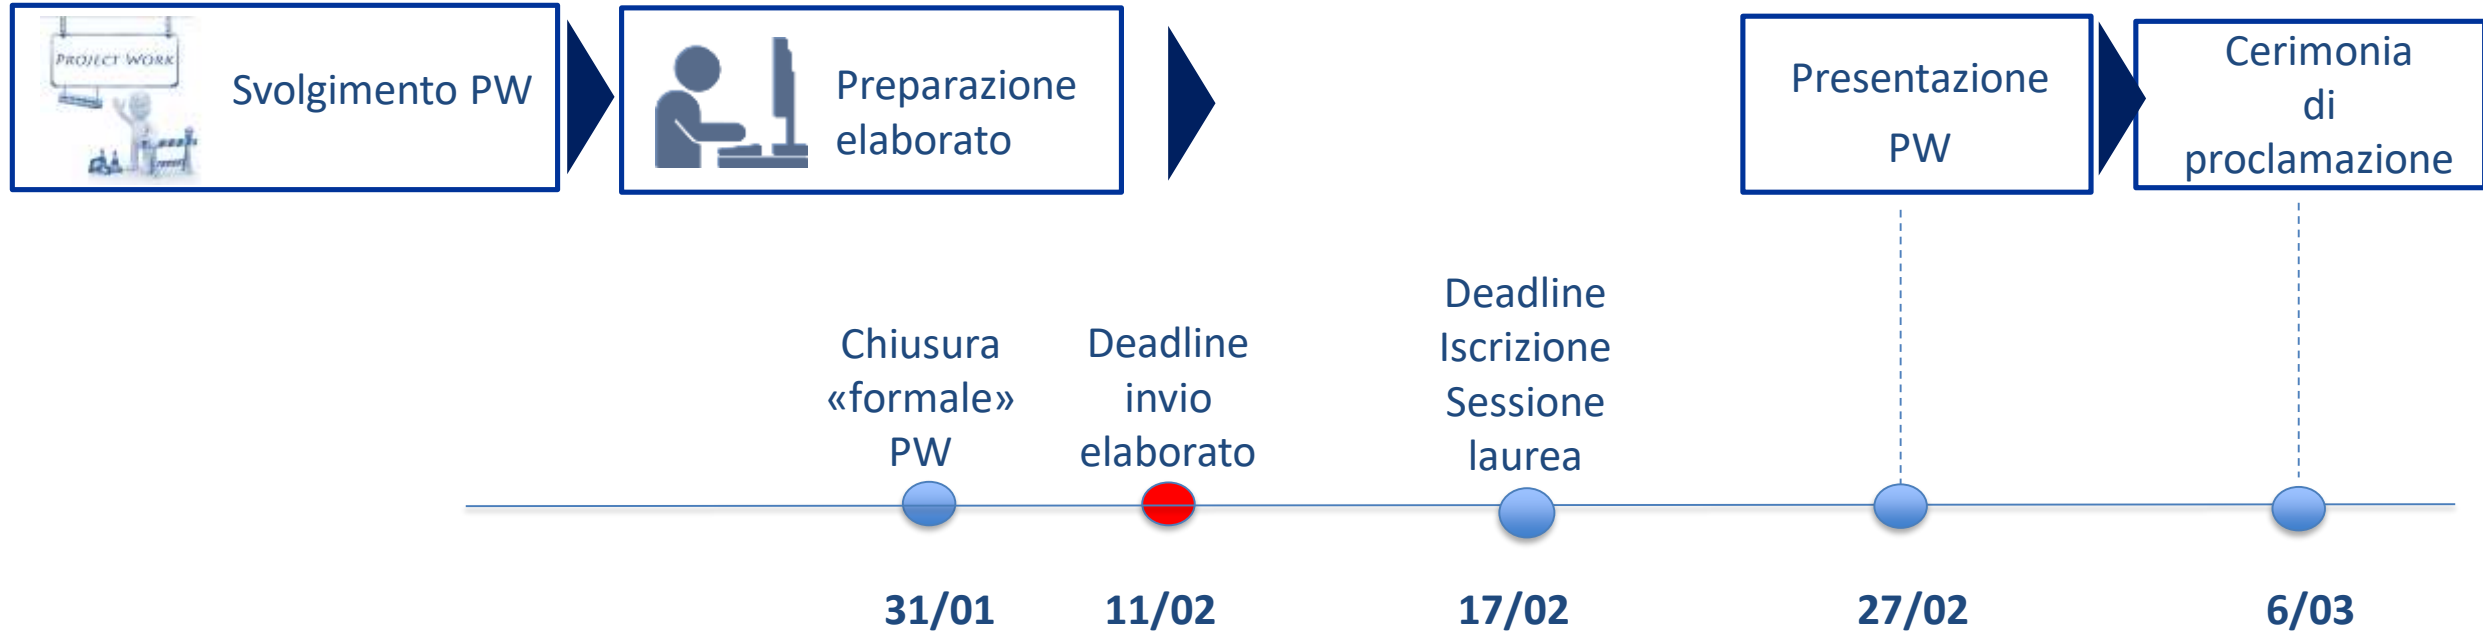 PROJECT WORK
Svolgimento PW
Preparazione
elaborato
Presentazione
PW
Cerimonia
di
proclamazione
Chiusura
«formale»
PW
Deadline
invio
elaborato
Deadline
Iscrizione
Sessione
laurea
31/01
11/02
17/02
27/02
6/03